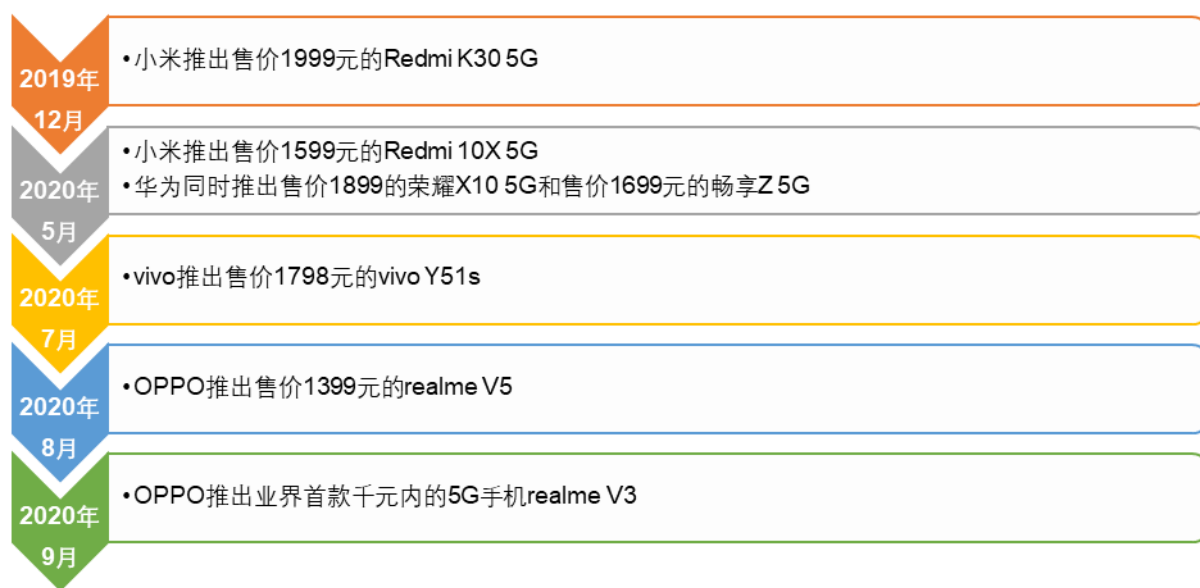 2019年
12月
•小米推出售价1999元的Redmi K30 5G
2020年
5月
•小米推出售价1599元的Redmi 10X 5G
•华为同时推出售价1899的荣耀X10 5G和售价1699元的畅享Z 5G
2020年
7月
•vivo推出售价1798元的vivo Y51s
2020年
8月
•OPPO推出售价1399元的realme V5
2020年
9月
•OPPO推出业界首款千元内的5G手机realme V3